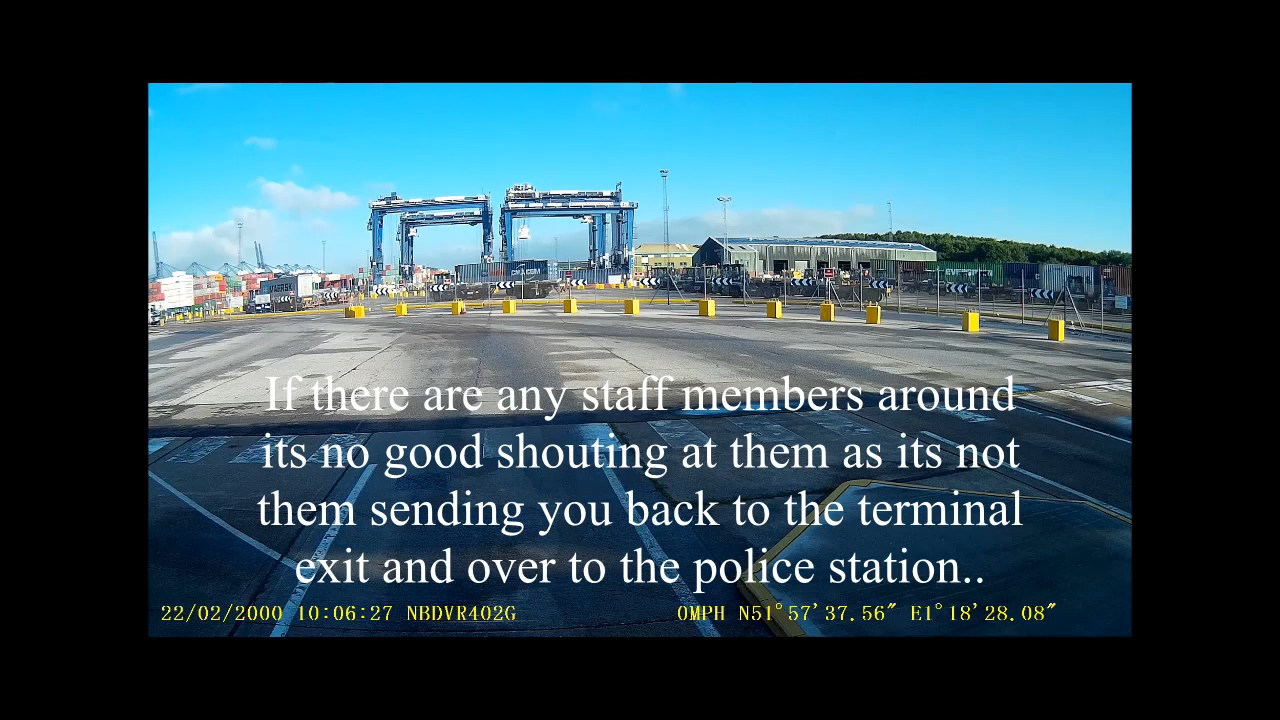 If there are any staff members around
its no good shouting at them as its not
them sending you back to the terminal
exit and over to the police station..
22/02/2000 10:06:27 NBDVR402G 0MPH N51°57'37.56" E1°18'28.08"